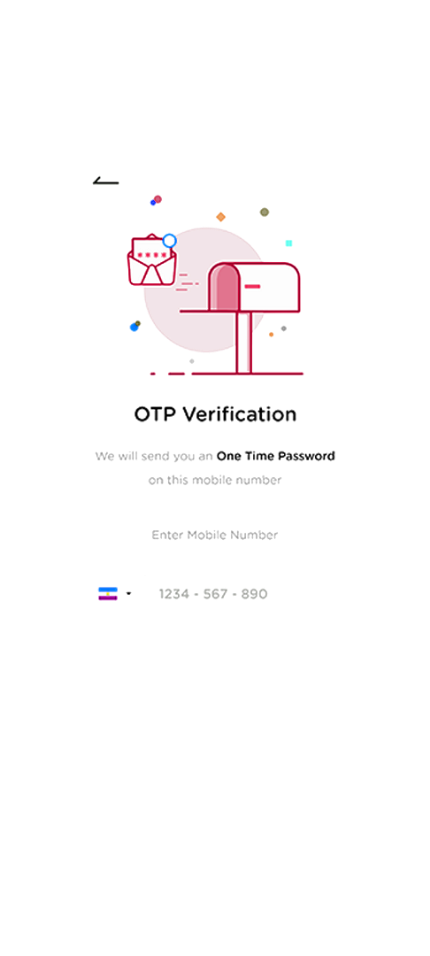 OTP Verification
We will send you an One Time Password
on this mobile number
Enter Mobile Number
1234 - 567 - 890